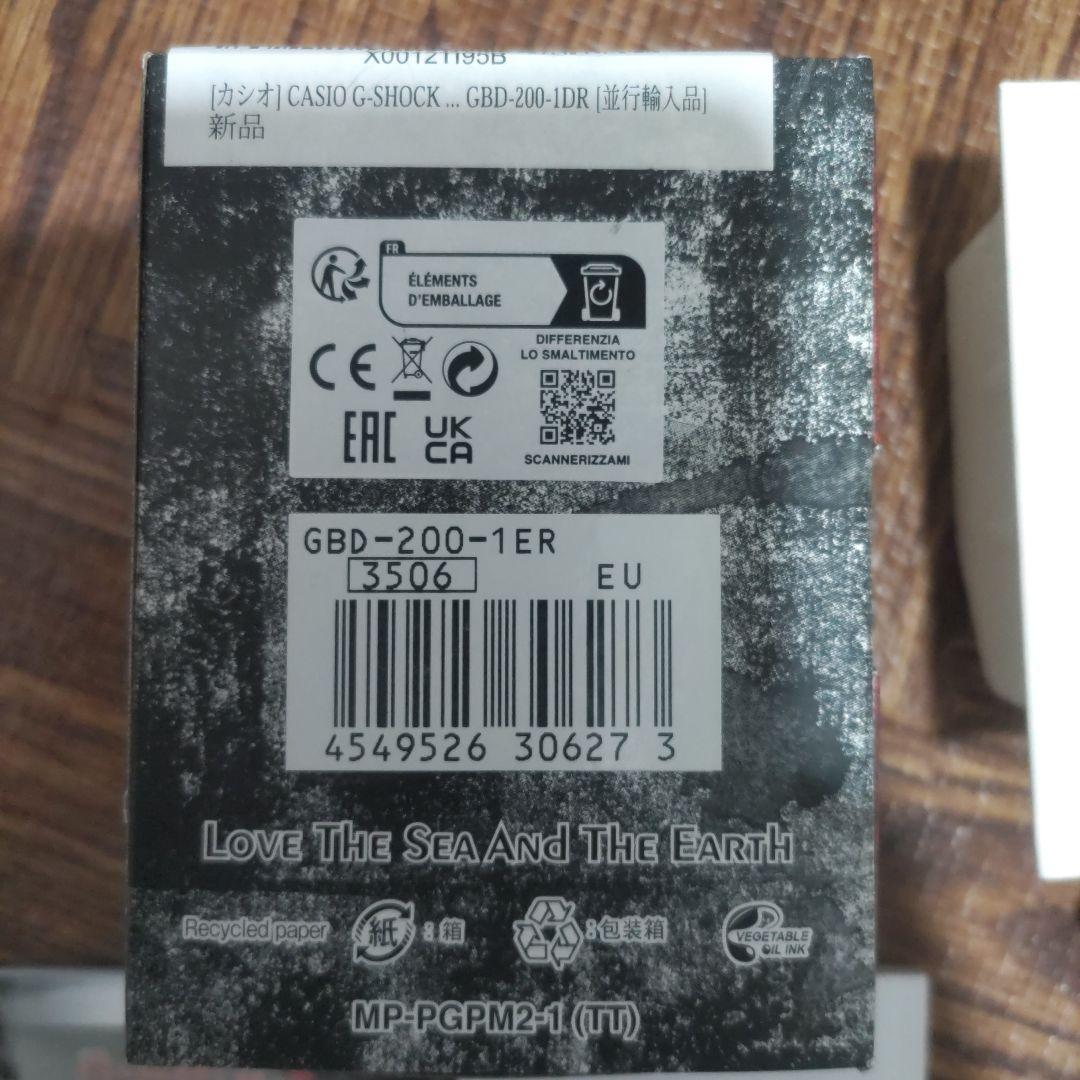 X00121195B
[カシオ] CASIO G-SHOCK ... GBD-200-1DR [並行輸入品]
新品
FR
ÉLÉMENTS
D'EMBALLAGE
DIFFERENZIA
LO SMALTIMENTO
CE
EAC
UK
CA
SCANNERIZZAMI
GBD-200-1ER
3506
EU
4549526 30627 3
LOVE THE SEA AND THE EARTH
Recycled paper
紙:箱
:包装箱
VEGETABLE
OIL INK
MP-PGPM2-1 (TT)